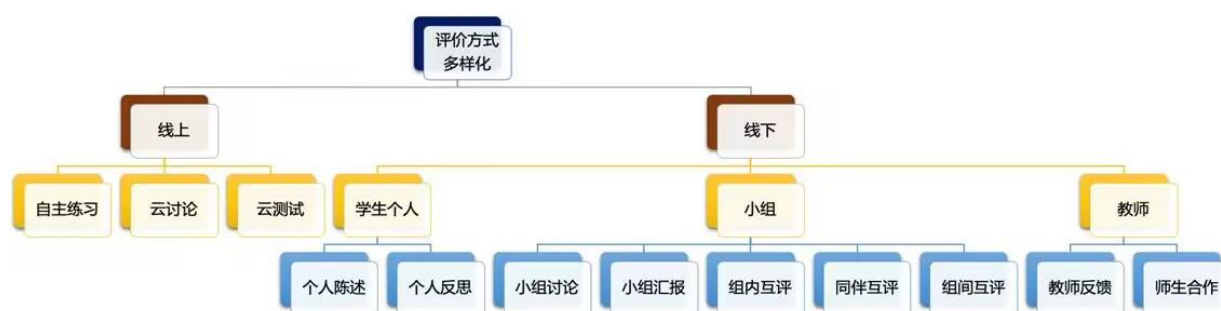 评价方式
多样化
线上
线下
自主练习
云讨论
云测试
学生个人
小组
教师
个人陈述
个人反思
小组讨论
小组汇报
组内互评
同伴互评
组间互评
教师反馈
师生合作